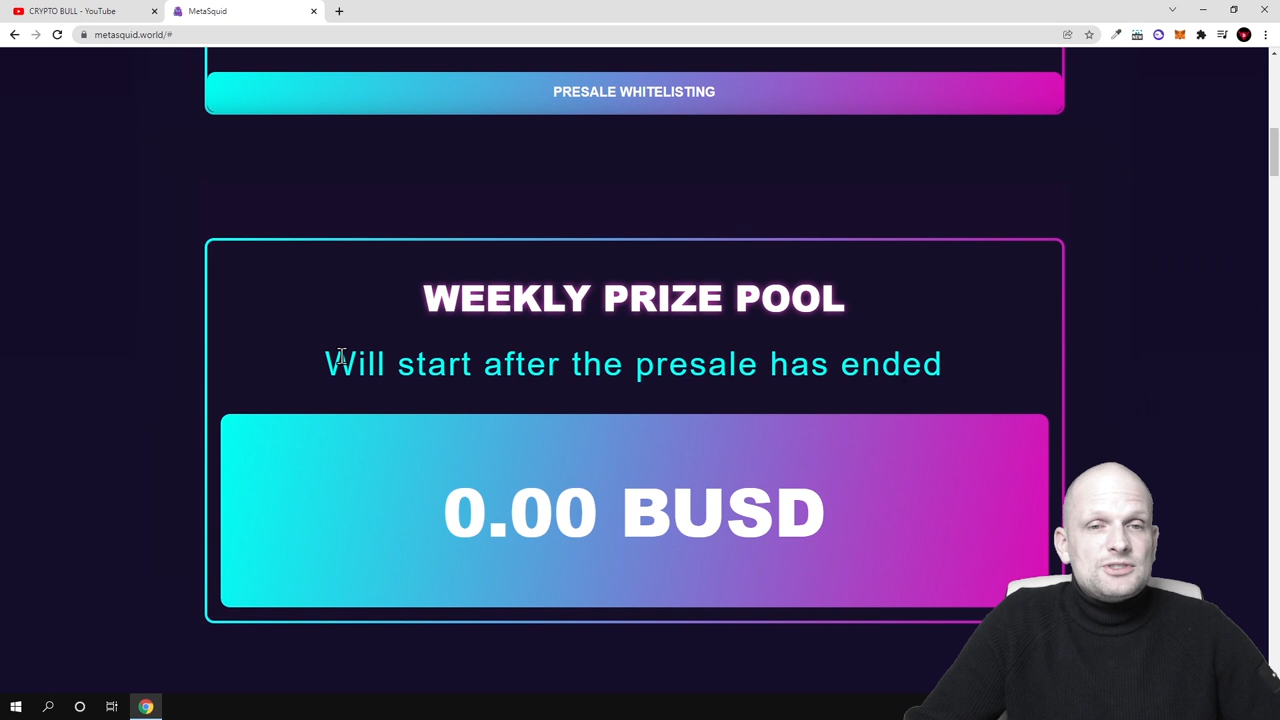 CRYPTO BULL - YouTube
MetaSquid
metasquid.world/#
PRESALE WHITELISTING
WEEKLY PRIZE POOL
Will start after the presale has ended
0.00 BUSD